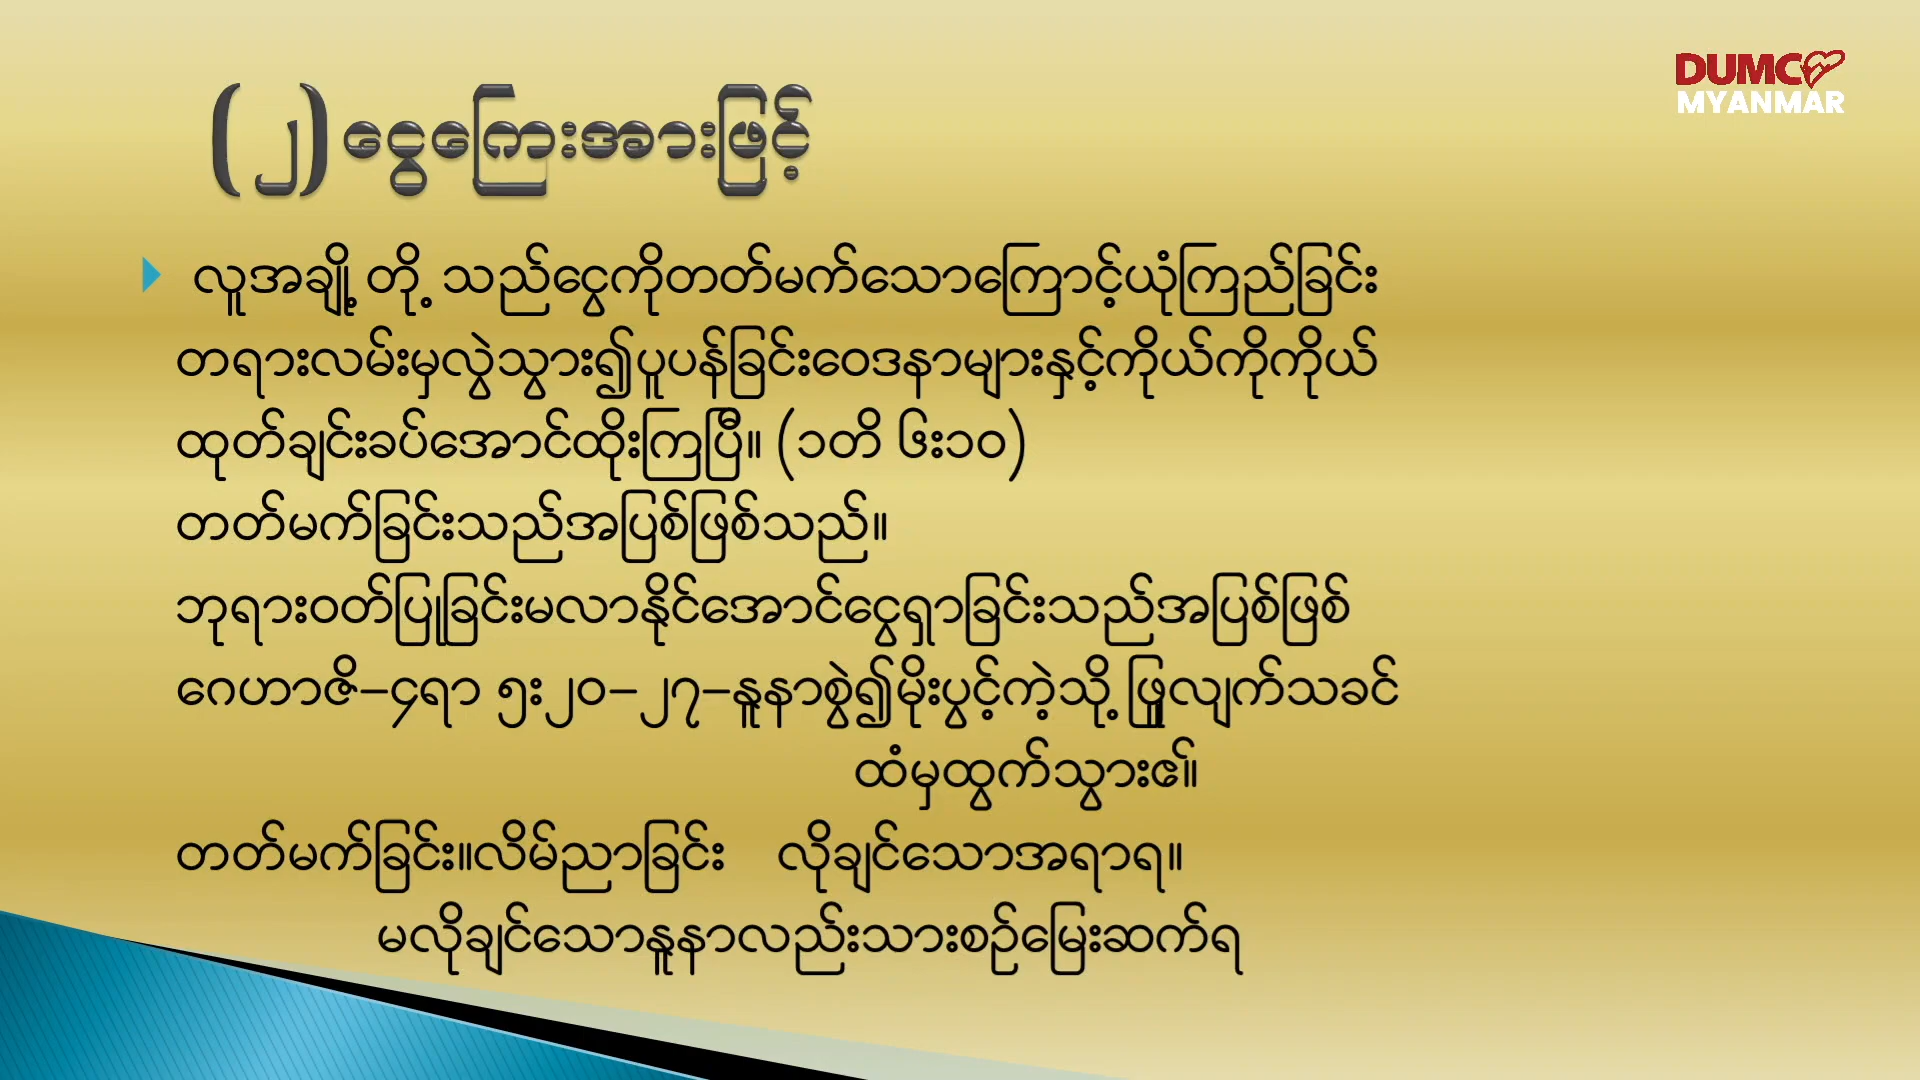 DUMC
MYANMAR
(၂) ငွေကြေးအားဖြင့်
လူအချို့ တို့ သည်ငွေကိုတတ်မက်သောကြောင့်ယုံကြည်ခြင်း
တရားလမ်းမှလွဲသွား၍ပူပန်ခြင်းဝေဒနာများနှင့်ကိုယ်ကိုကိုယ်
ထုတ်ချင်းခပ်အောင်ထိုးကြပြီ။ (၁တိ ၆း၁၀)
တတ်မက်ခြင်းသည်အပြစ်ဖြစ်သည်။
ဘုရားဝတ်ပြုခြင်းမလာနိုင်အောင်ငွေရှာခြင်းသည်အပြစ်ဖြစ်
ဂေဟာဇိ–၄ရာ ၅း၂၀–၂၇–နူနာစွဲ၍မိုးပွင့်ကဲ့သို့ ဖြူလျက်သခင်
ထံမှထွက်သွား၏။
တတ်မက်ခြင်း။လိမ်ညာခြင်း လိုချင်သောအရာရ။
မလိုချင်သောနူနာလည်းသားစဉ်မြေးဆက်ရ